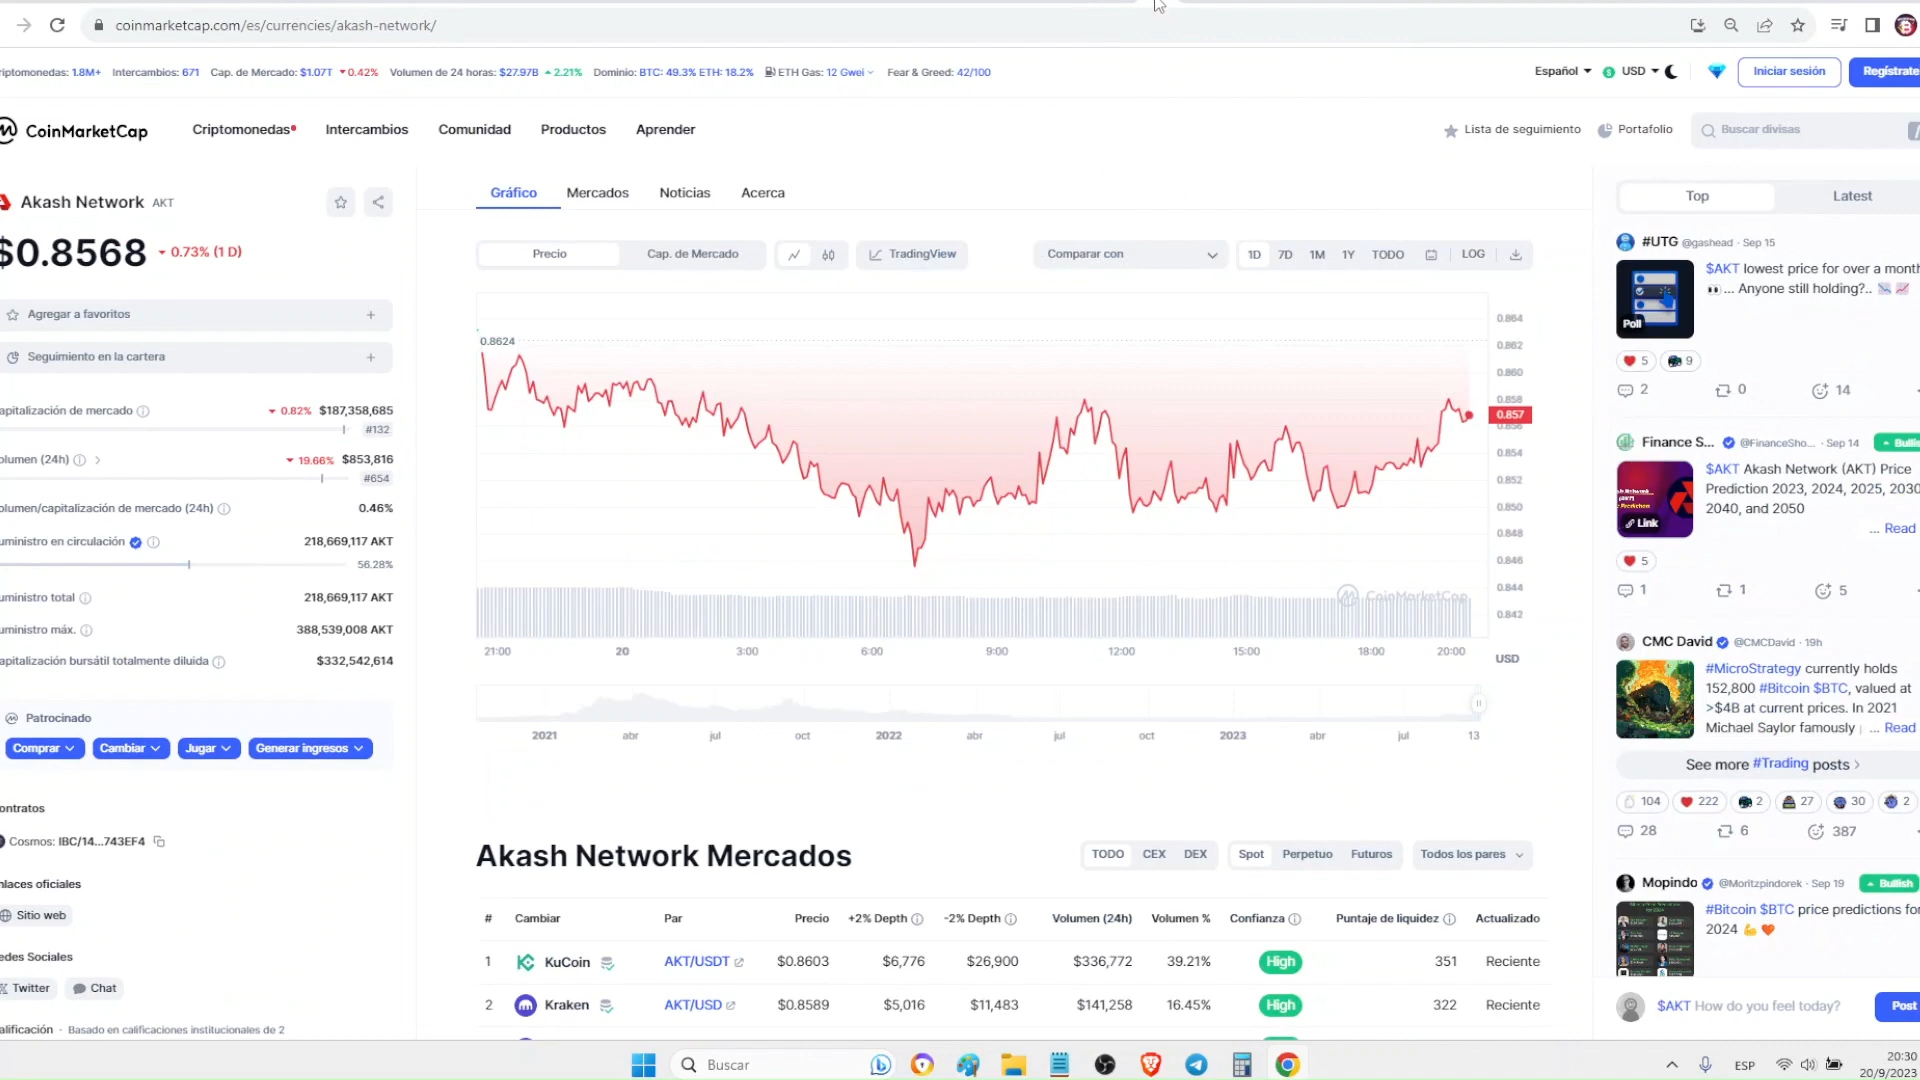 coinmarketcap.com/es/currencies/akash-network/
riptomonedas: 1.8M+ Intercambios: 671 Cap. de Mercado: $1.07T 0.42% Volumen de 24 horas: $27.97B 2.21% Dominio: BTC: 49.3% ETH: 18.2% ETH Gas: 12 Gwei Fear & Greed: 42/100
Español USD Iniciar sesión Regístrate
CoinMarketCap Criptomonedas Intercambios Comunidad Productos Aprender
Lista de seguimiento Portafolio Buscar divisas /
Akash Network AKT
$0.8568 0.73% (1 D)
Agregar a favoritos +
Seguimiento en la cartera +
apitalización de mercado 0.82% $187,358,685
#132
olumen (24h) 19.66% $853,816
#654
olumen/capitalización de mercado (24h) 0.46%
uministro en circulación 218,669,117 AKT
56.28%
uministro total 218,669,117 AKT
uministro máx. 388,539,008 AKT
apitalización bursátil totalmente diluida $332,542,614
Patrocinado
Comprar Cambiar Jugar Generar ingresos
ontratos
Cosmos: IBC/14...743EF4
nlaces oficiales
Sitio web
edes Sociales
Twitter Chat
alificación · Basado en calificaciones institucionales de 2
Gráfico Mercados Noticias Acerca
Precio Cap. de Mercado TradingView Comparar con 1D 7D 1M 1Y TODO LOG
0.8624
0.864
0.862
0.860
0.858
0.857
0.856
0.854
0.852
0.850
0.848
0.846
0.844
0.842
CoinMarketCap
21:00 20 3:00 6:00 9:00 12:00 15:00 18:00 20:00
USD
2021 abr jul oct 2022 abr jul oct 2023 abr jul 13
Akash Network Mercados
TODO CEX DEX Spot Perpetuo Futuros Todos los pares
# Cambiar Par Precio +2% Depth -2% Depth Volumen (24h) Volumen % Confianza Puntaje de liquidez Actualizado
1 KuCoin AKT/USDT $0.8603 $6,776 $26,900 $336,772 39.21% High 351 Reciente
2 Kraken AKT/USD $0.8589 $5,016 $11,483 $141,258 16.45% High 322 Reciente
Top Latest
#UTG @gashead · Sep 15
$AKT lowest price for over a month
... Anyone still holding?..
Poll
5 9
2 0 14
Finance S... @FinanceSho... · Sep 14 Bullis
$AKT Akash Network (AKT) Price
Prediction 2023, 2024, 2025, 2030
2040, and 2050
Link
... Read
5
1 1 5
CMC David @CMCDavid · 19h
#MicroStrategy currently holds
152,800 #Bitcoin $BTC, valued at
>$4B at current prices. In 2021
Michael Saylor famously ... Read
See more #Trading posts
104 222 2 27 30 2
28 6 387
Mopindo @Moritzpindorek · Sep 19 Bullish
#Bitcoin $BTC price predictions for
2024
$AKT How do you feel today? Post
Buscar
ESP
20:30
20/9/2023